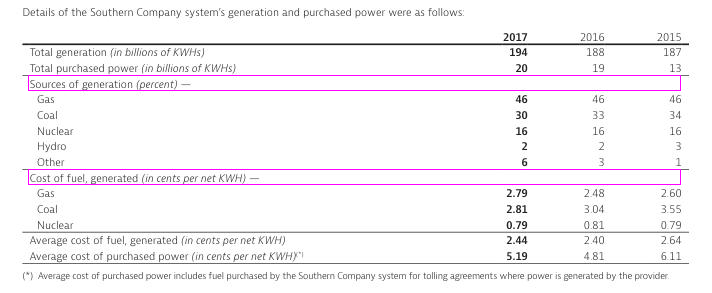 Details of the Southern Company system's generation and purchased power were as follows:
2017 2016 2015
Total generation (in billions of KWHs) 194 188 187
Total purchased power (in billions of KWHs) 20 19 13
Sources of generation (percent) —
Gas 46 46 46
Coal 30 33 34
Nuclear 16 16 16
Hydro 2 2 3
Other 6 3 1
Cost of fuel, generated (in cents per net KWH) —
Gas 2.79 2.48 2.60
Coal 2.81 3.04 3.55
Nuclear 0.79 0.81 0.79
Average cost of fuel, generated (in cents per net KWH) 2.44 2.40 2.64
Average cost of purchased power (in cents per net KWH)(*) 5.19 4.81 6.11
(*) Average cost of purchased power includes fuel purchased by the Southern Company system for tolling agreements where power is generated by the provider.